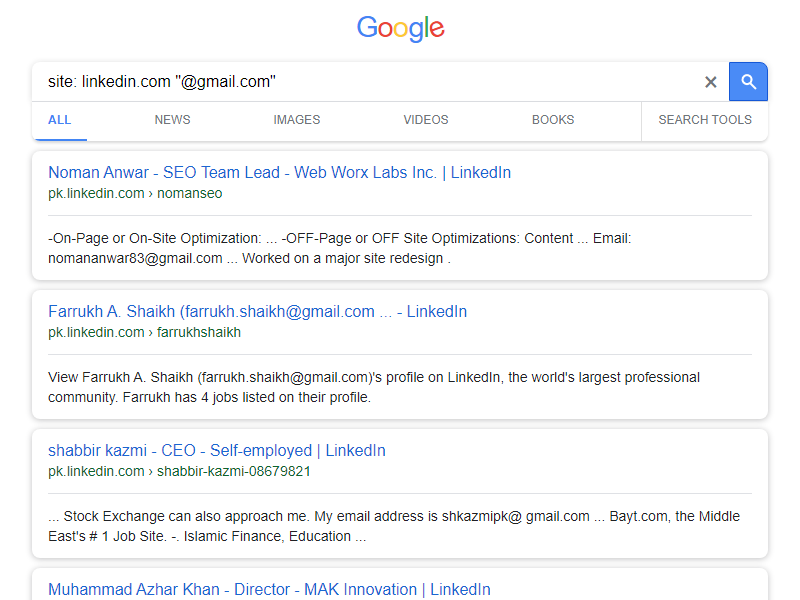 Google
site: linkedin.com "@gmail.com"
ALL NEWS IMAGES VIDEOS BOOKS SEARCH TOOLS
Noman Anwar - SEO Team Lead - Web Worx Labs Inc. | LinkedIn
pk.linkedin.com › nomanseo
-On-Page or On-Site Optimization: ... -OFF-Page or OFF Site Optimizations: Content ... Email:
nomananwar83@gmail.com ... Worked on a major site redesign .
Farrukh A. Shaikh (farrukh.shaikh@gmail.com ... - LinkedIn
pk.linkedin.com › farrukhshaikh
View Farrukh A. Shaikh (farrukh.shaikh@gmail.com)'s profile on LinkedIn, the world's largest professional
community. Farrukh has 4 jobs listed on their profile.
shabbir kazmi - CEO - Self-employed | LinkedIn
pk.linkedin.com › shabbir-kazmi-08679821
... Stock Exchange can also approach me. My email address is shkazmipk@ gmail.com ... Bayt.com, the Middle
East's # 1 Job Site. -. Islamic Finance, Education ...
Muhammad Azhar Khan - Director - MAK Innovation | LinkedIn